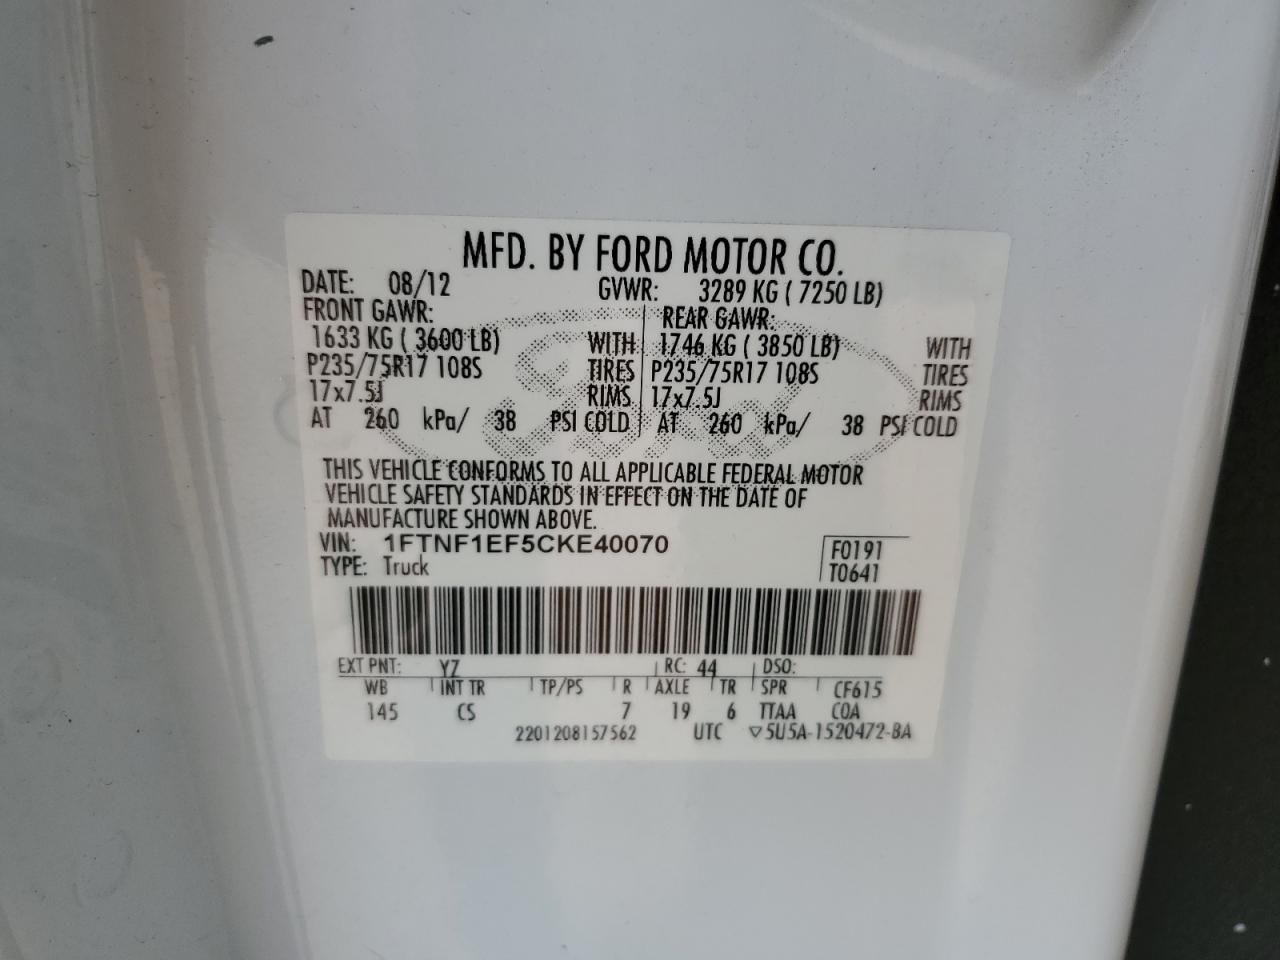 MFD. BY FORD MOTOR CO.
DATE: 08/12 GVWR: 3289 KG ( 7250 LB)
FRONT GAWR: REAR GAWR:
1633 KG ( 3600 LB) WITH 1746 KG ( 3850 LB) WITH
P235/75R17 108S TIRES P235/75R17 108S TIRES
17x7.5J RIMS 17x7.5J RIMS
AT 260 kPa/ 38 PSI COLD AT 260 kPa/ 38 PSI COLD
THIS VEHICLE CONFORMS TO ALL APPLICABLE FEDERAL MOTOR
VEHICLE SAFETY STANDARDS IN EFFECT ON THE DATE OF
MANUFACTURE SHOWN ABOVE.
VIN: 1FTNF1EF5CKE40070 F0191
TYPE: Truck T0641
EXT PNT: YZ RC: 44 DSO:
WB INT TR TP/PS R AXLE TR SPR CF615
145 CS 7 19 6 TTAA COA
2201208157562 UTC ▽5U5A-1520472-BA